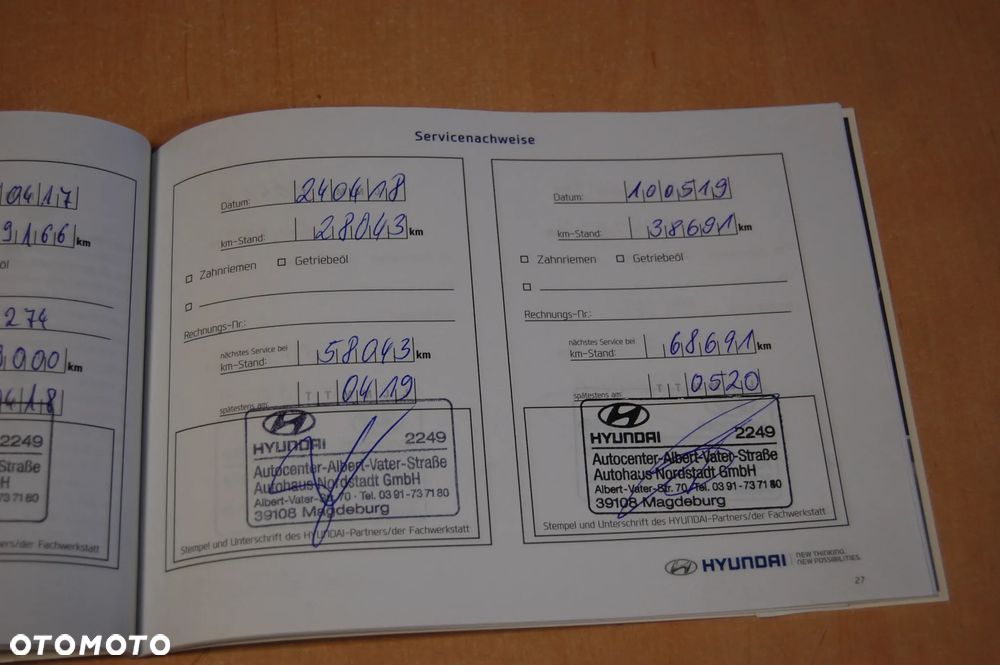 Servicenachweise
0417
9166 km
öl
274
000 km
0418
2249
Straße
H
73 71 80
ers/der Fachwerkstatt
Datum: 240418
km-Stand: 28043 km
Zahnriemen Getriebeöl
Rechnungs-Nr.:
nächstes Service bei
km-Stand: 58043 km
spätestens am: T T 0419
HYUNDAI 2249
Autocenter-Albert-Vater-Straße
Autohaus Nordstadt GmbH
Albert-Vater-Str. 70 · Tel. 03 91-73 71 80
39108 Magdeburg
Stempel und Unterschrift des HYUNDAI-Partners/der Fachwerkstatt
Datum: 100519
km-Stand: 38691 km
Zahnriemen Getriebeöl
Rechnungs-Nr.:
nächstes Service bei
km-Stand: 68691 km
spätestens am: T T 0520
HYUNDAI 2249
Autocenter-Albert-Vater-Straße
Autohaus Nordstadt GmbH
Albert-Vater-Str. 70 · Tel. 03 91-73 71 80
39108 Magdeburg
Stempel und Unterschrift des HYUNDAI-Partners/der Fachwerkstatt
HYUNDAI NEW THINKING.
NEW POSSIBILITIES.
27
OTOMOTO